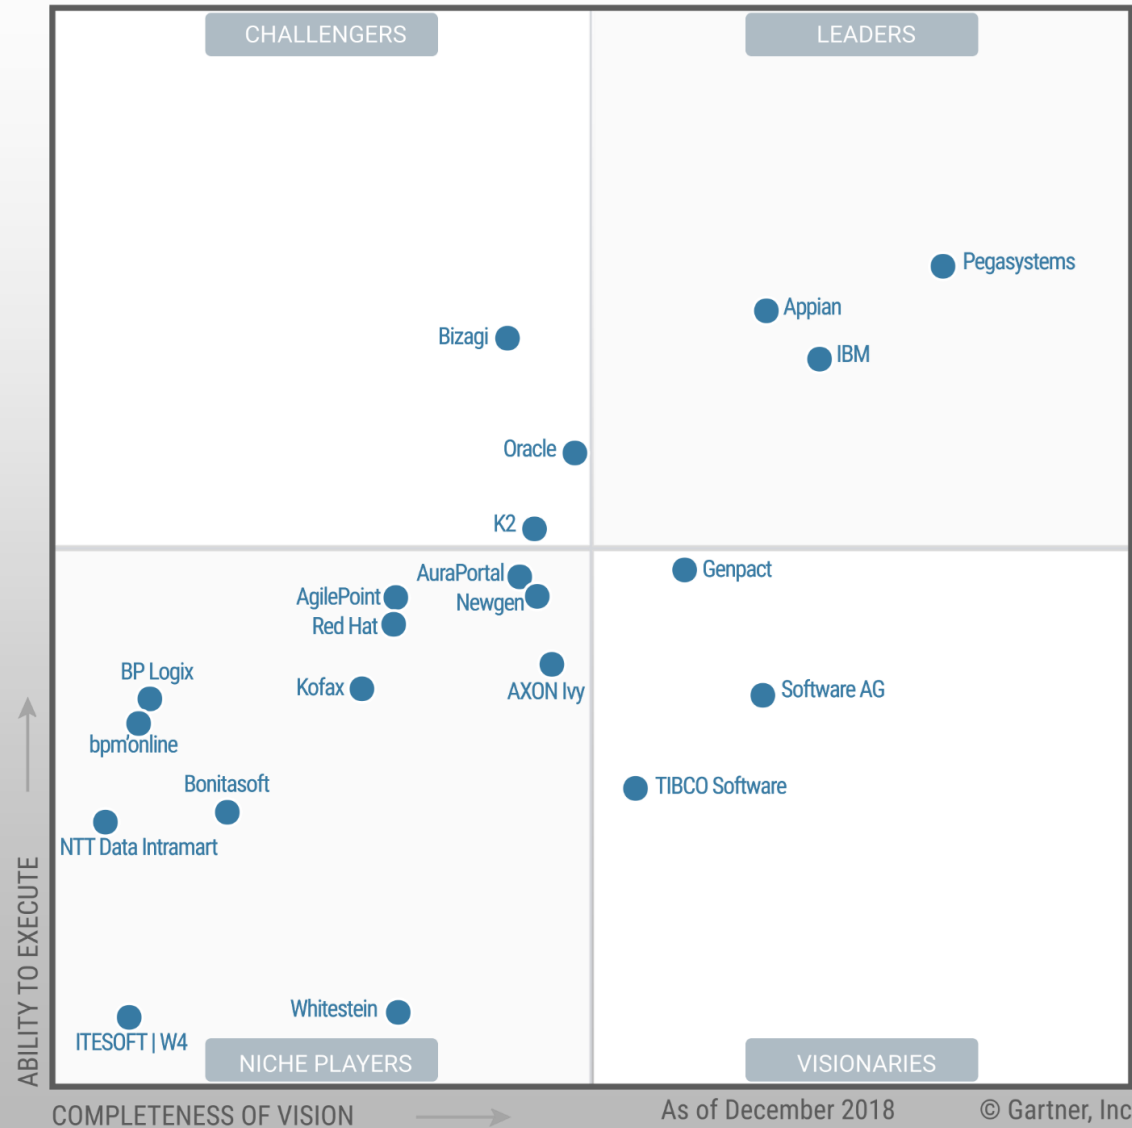 CHALLENGERS
LEADERS
Pegasystems
Appian
Bizagi
IBM
Oracle
K2
AuraPortal
Genpact
AgilePoint
Newgen
Red Hat
BP Logix
Kofax
AXON Ivy
Software AG
bpm'online
Bonitasoft
TIBCO Software
NTT Data Intramart
Whitestein
ITESOFT | W4
NICHE PLAYERS
VISIONARIES
ABILITY TO EXECUTE
COMPLETENESS OF VISION
As of December 2018
© Gartner, Inc